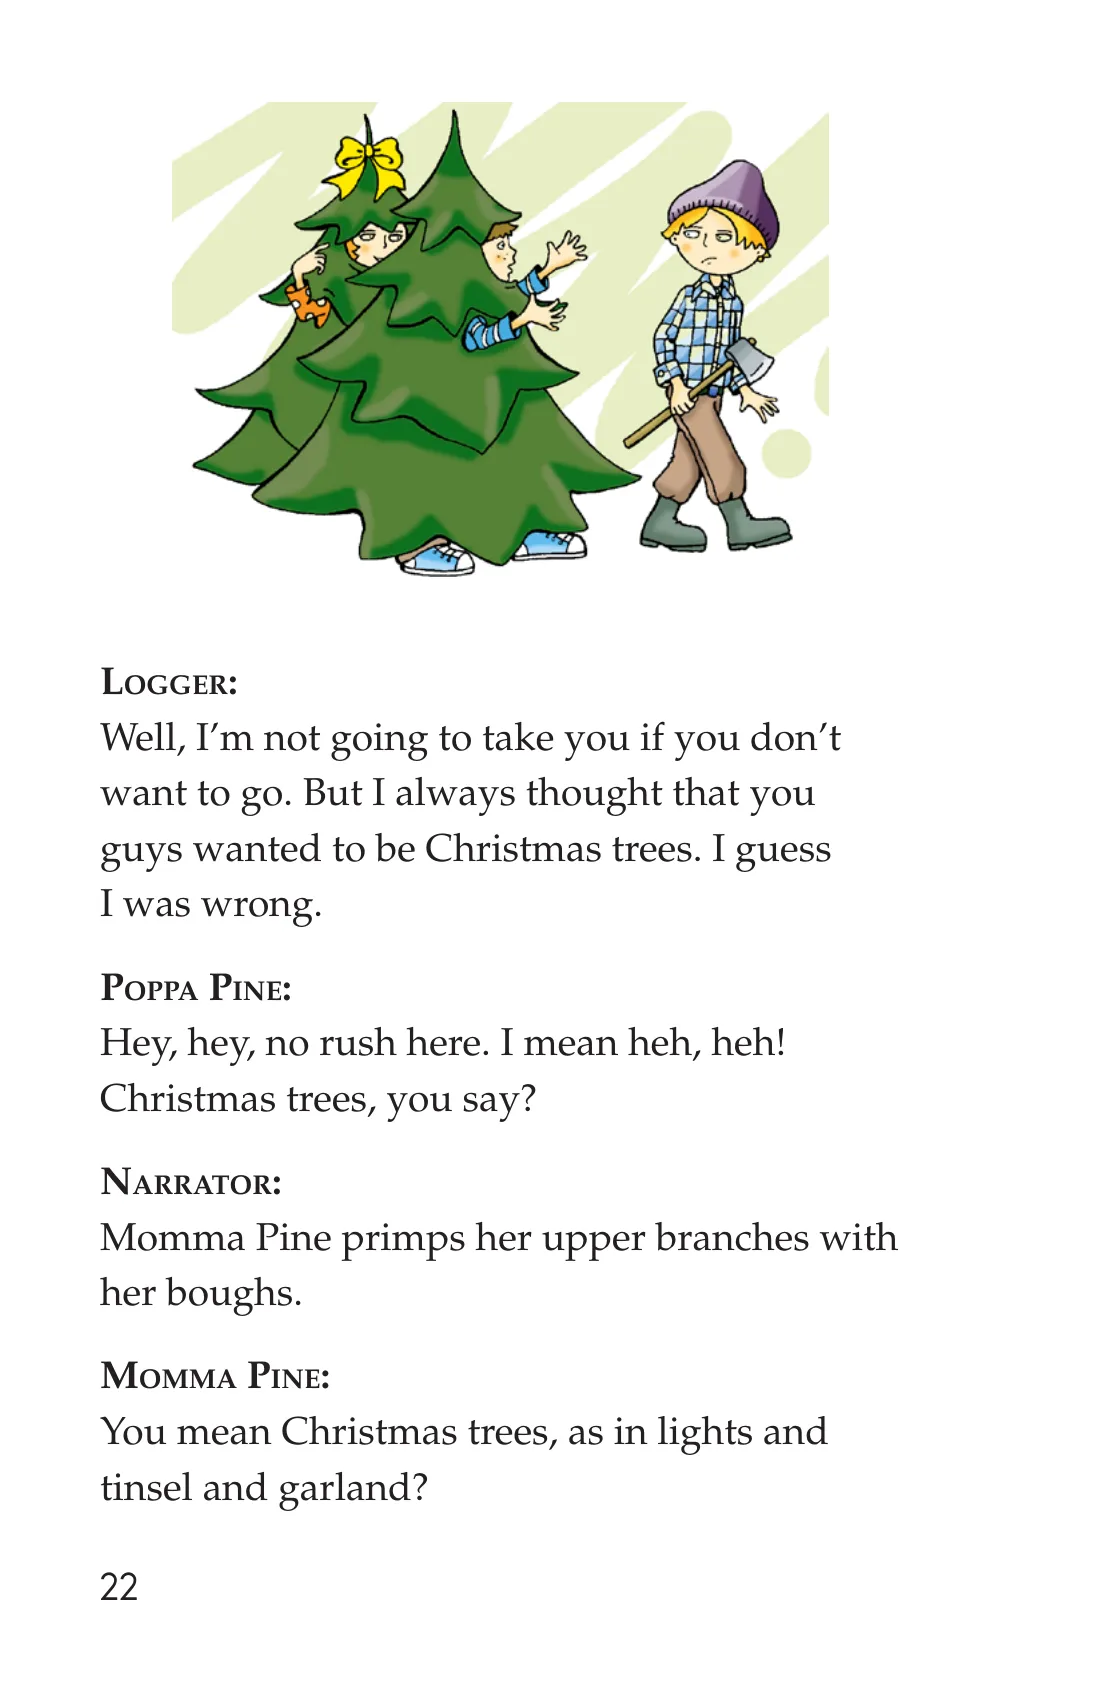 Logger:
Well, I’m not going to take you if you don’t
want to go. But I always thought that you
guys wanted to be Christmas trees. I guess
I was wrong.
Poppa Pine:
Hey, hey, no rush here. I mean heh, heh!
Christmas trees, you say?
Narrator:
Momma Pine primps her upper branches with
her boughs.
Momma Pine:
You mean Christmas trees, as in lights and
tinsel and garland?
22